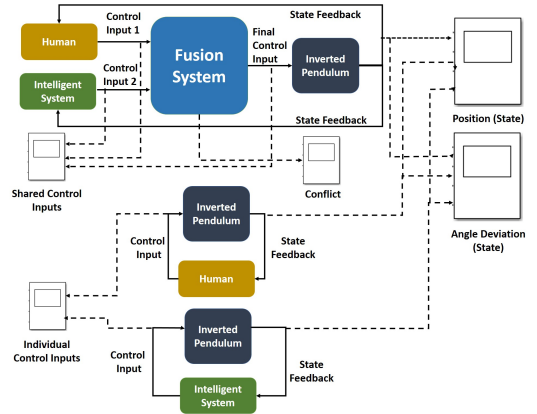 State Feedback
Control
Input 1
Human
Fusion
System
Final
Control
Input
Inverted
Pendulum
Control
Input 2
Intelligent
System
State Feedback
Position (State)
Shared Control
Inputs
Conflict
Angle Deviation
(State)
Inverted
Pendulum
Control
Input
State
Feedback
Human
Individual
Control Inputs
Inverted
Pendulum
Control
Input
State
Feedback
Intelligent
System